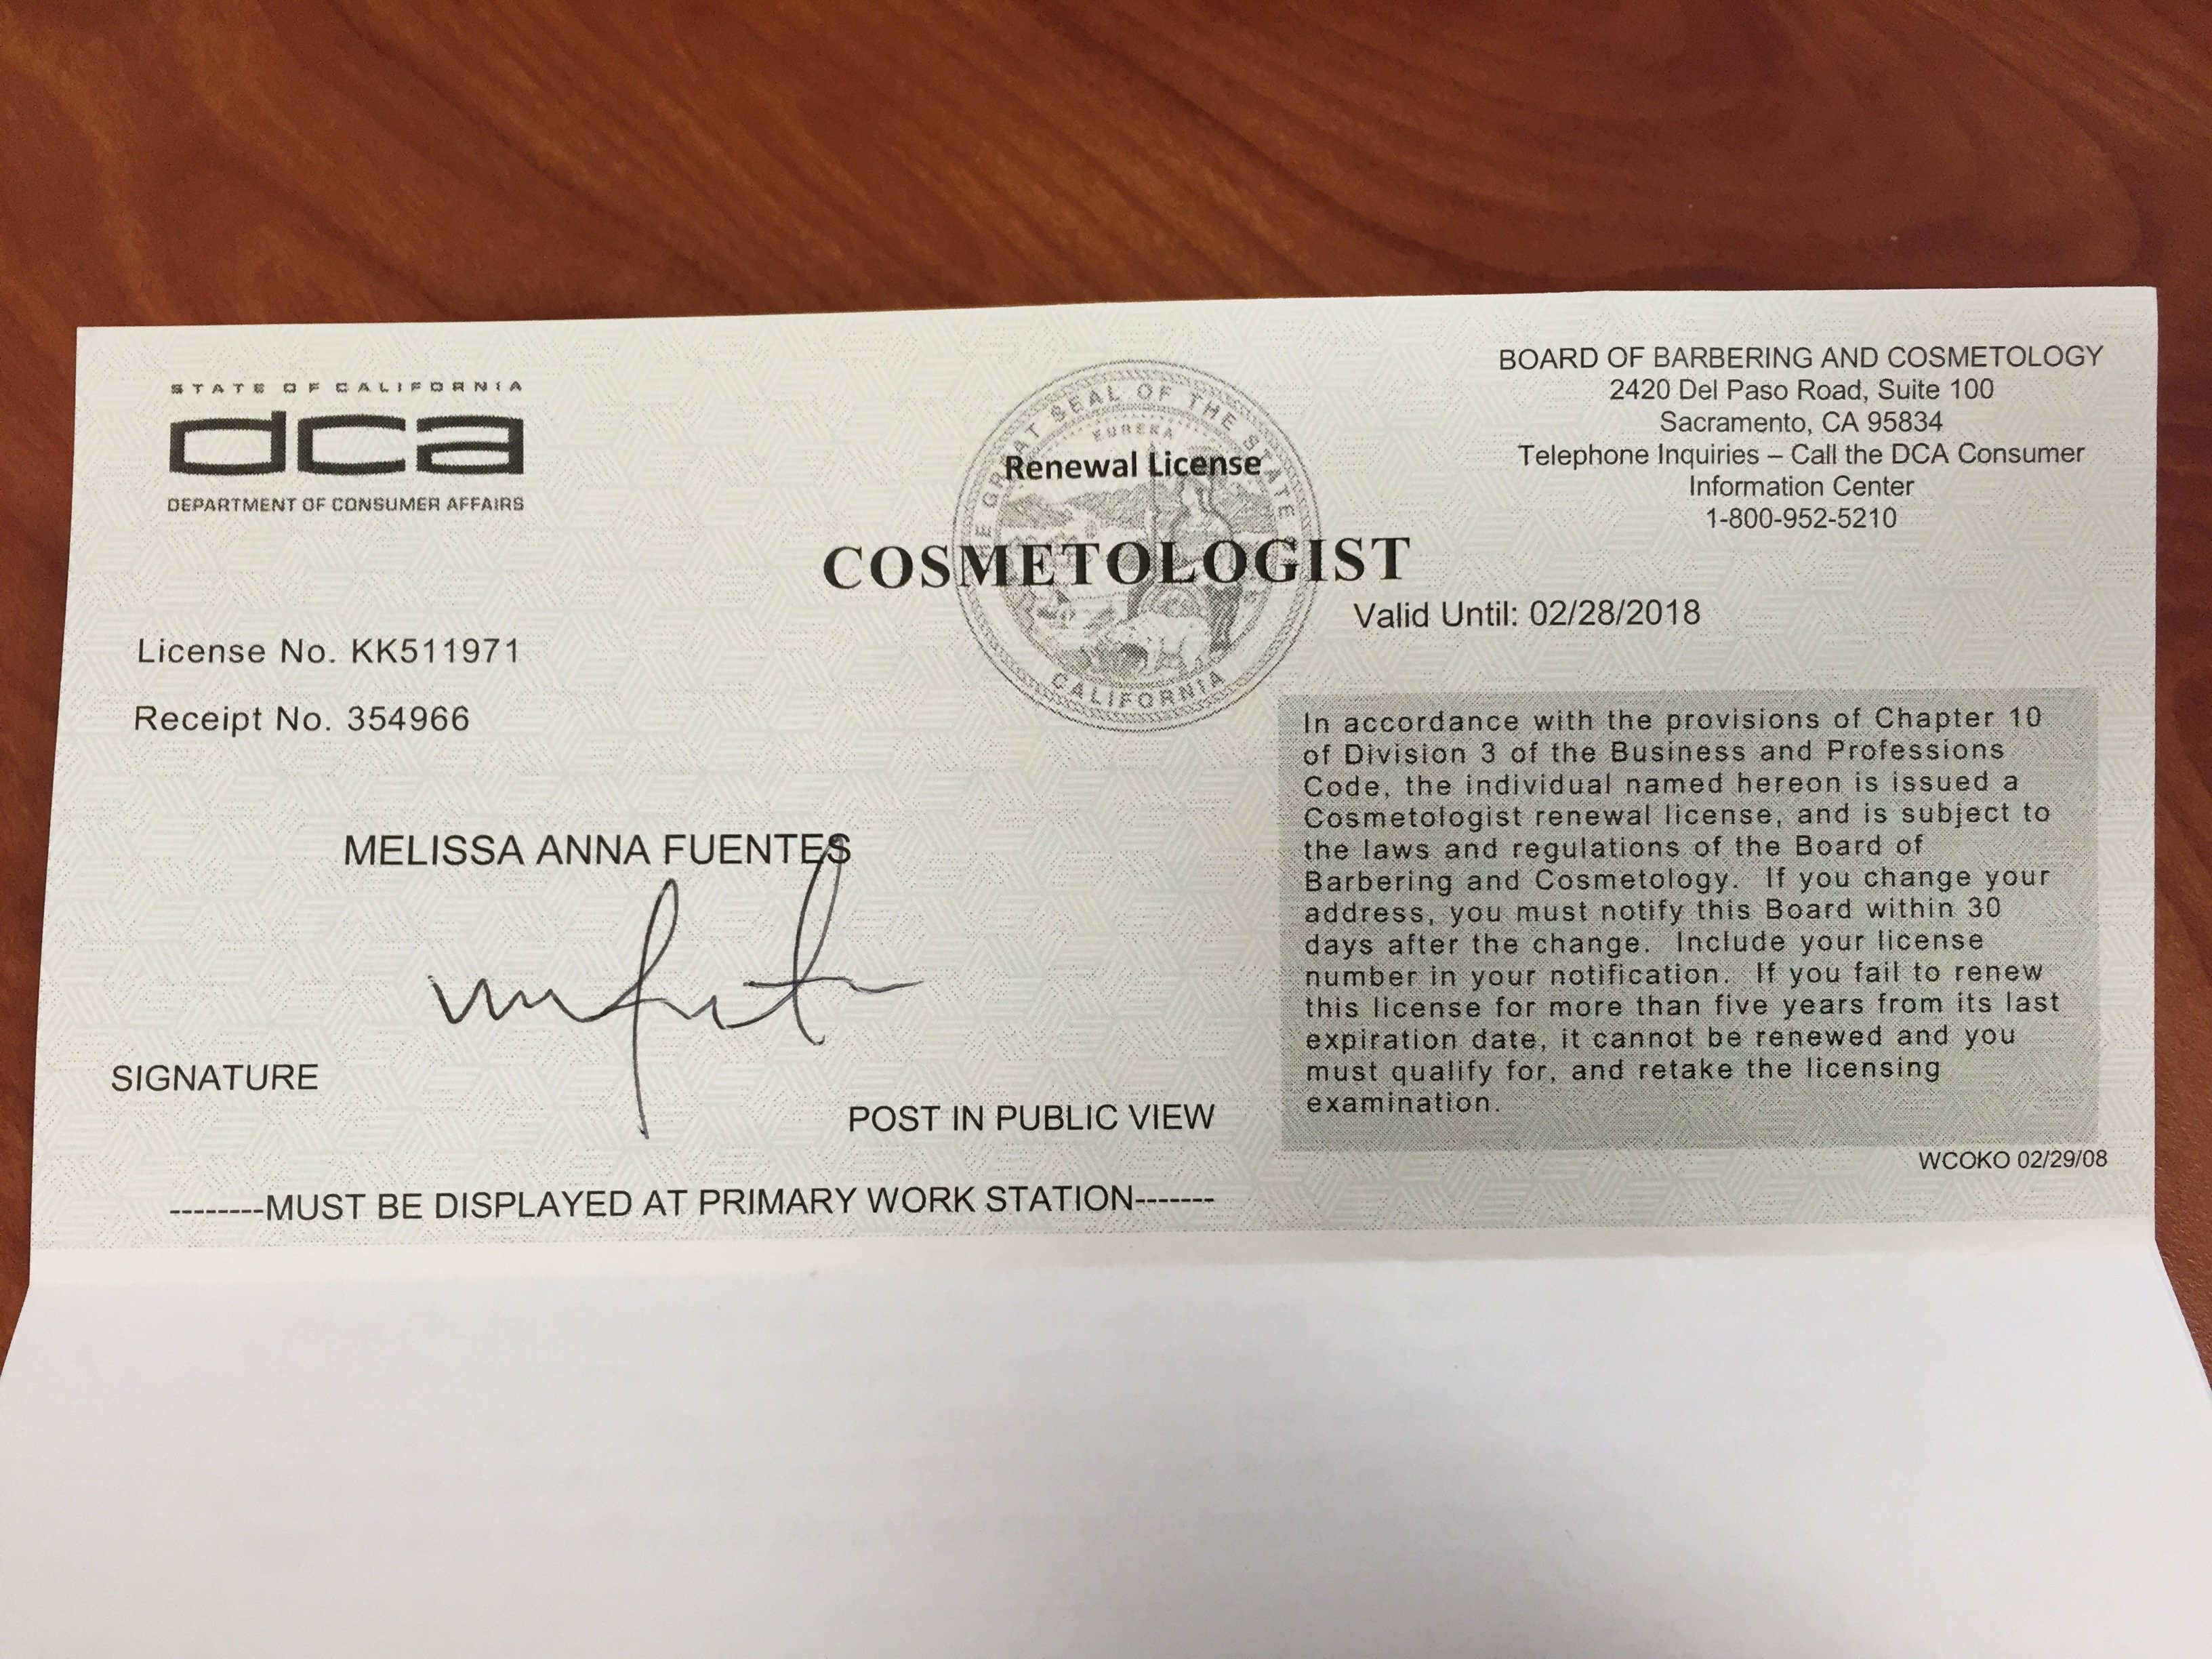 STATE OF CALIFORNIA
dca
DEPARTMENT OF CONSUMER AFFAIRS
THE GREAT SEAL OF THE STATE
EUREKA
CALIFORNIA
Renewal License
COSMETOLOGIST
BOARD OF BARBERING AND COSMETOLOGY
2420 Del Paso Road, Suite 100
Sacramento, CA 95834
Telephone Inquiries – Call the DCA Consumer
Information Center
1-800-952-5210
Valid Until: 02/28/2018
License No. KK511971
Receipt No. 354966
MELISSA ANNA FUENTES
SIGNATURE
POST IN PUBLIC VIEW
--------MUST BE DISPLAYED AT PRIMARY WORK STATION-------
In accordance with the provisions of Chapter 10
of Division 3 of the Business and Professions
Code, the individual named hereon is issued a
Cosmetologist renewal license, and is subject to
the laws and regulations of the Board of
Barbering and Cosmetology. If you change your
address, you must notify this Board within 30
days after the change. Include your license
number in your notification. If you fail to renew
this license for more than five years from its last
expiration date, it cannot be renewed and you
must qualify for, and retake the licensing
examination.
WCOKO 02/29/08